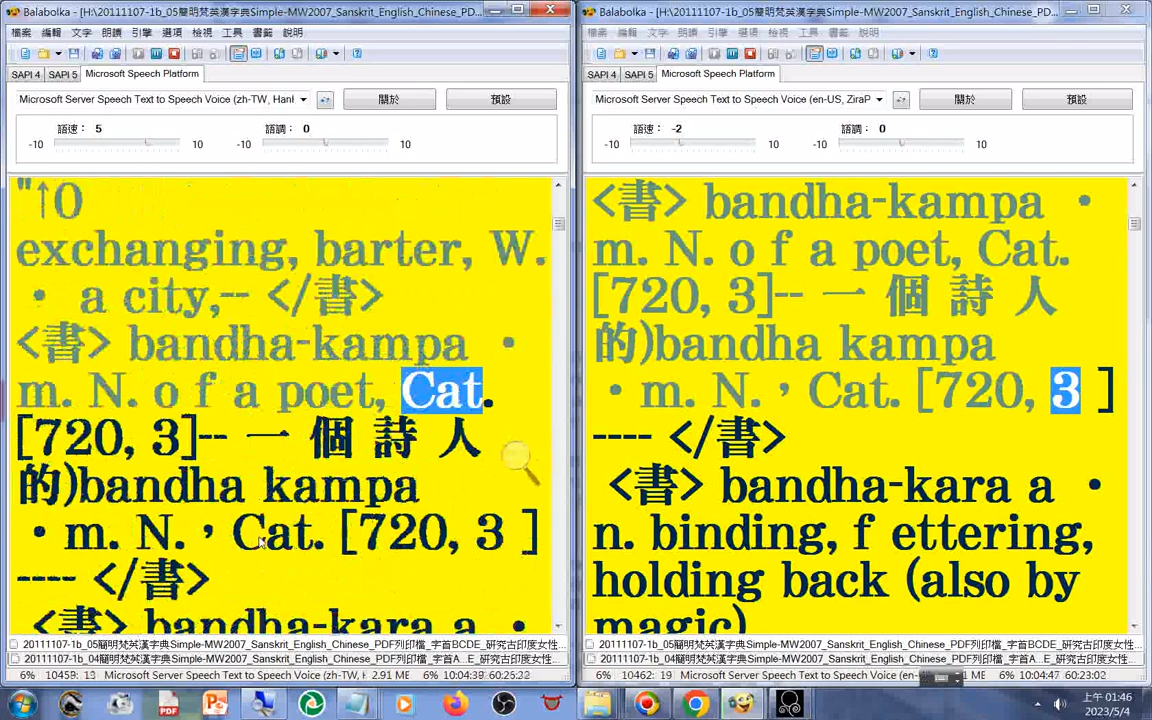 Balabolka - [H:\20111107-1b_05簡明梵英漢字典Simple-MW2007_Sanskrit_English_Chinese_PD...
檔案 編輯 文字 朗讀 引擎 選項 檢視 工具 書籤 說明
SAPI 4 SAPI 5 Microsoft Speech Platform
Microsoft Server Speech Text to Speech Voice (zh-TW, Hanl
關於 預設
語速： 5 語調： 0
-10 10 -10 10
"↑0
exchanging, barter, W.
• a city,-- </書>
<書> bandha-kampa •
m. N. o f a poet, Cat.
[720, 3]-- 一 個 詩 人
的)bandha kampa
•m. N.，Cat. [720, 3 ]
---- </書>
<書> bandha-kara a •
20111107-1b_05簡明梵英漢字典Simple-MW2007_Sanskrit_English_Chinese_PDF列印檔_字首BCDE_研究古印度女性...
20111107-1b_04簡明梵英漢字典Simple-MW2007_Sanskrit_English_Chinese_PDF列印檔_字首A...E_研究古印度女性...
6% 10459: 13 Microsoft Server Speech Text to Speech Voice (zh-TW, H 2.91 ME 6% 10:04:39 60:25:32
Balabolka - [H:\20111107-1b_05簡明梵英漢字典Simple-MW2007_Sanskrit_English_Chinese_PD...
檔案 編輯 文字 朗讀 引擎 選項 檢視 工具 書籤 說明
SAPI 4 SAPI 5 Microsoft Speech Platform
Microsoft Server Speech Text to Speech Voice (en-US, ZiraP
關於 預設
語速： -2 語調： 0
-10 10 -10 10
<書> bandha-kampa •
m. N. o f a poet, Cat.
[720, 3]-- 一 個 詩 人
的)bandha kampa
•m. N.，Cat. [720, 3 ]
---- </書>
<書> bandha-kara a •
n. binding, f ettering,
holding back (also by
magic)
20111107-1b_05簡明梵英漢字典Simple-MW2007_Sanskrit_English_Chinese_PDF列印檔_字首BCDE_研究古印度女性...
20111107-1b_04簡明梵英漢字典Simple-MW2007_Sanskrit_English_Chinese_PDF列印檔_字首A...E_研究古印度女性...
6% 10462: 19 Microsoft Server Speech Text to Speech Voice (en-US, ME 6% 10:04:47 60:23:02
PDF
上午 01:46
2023/5/4